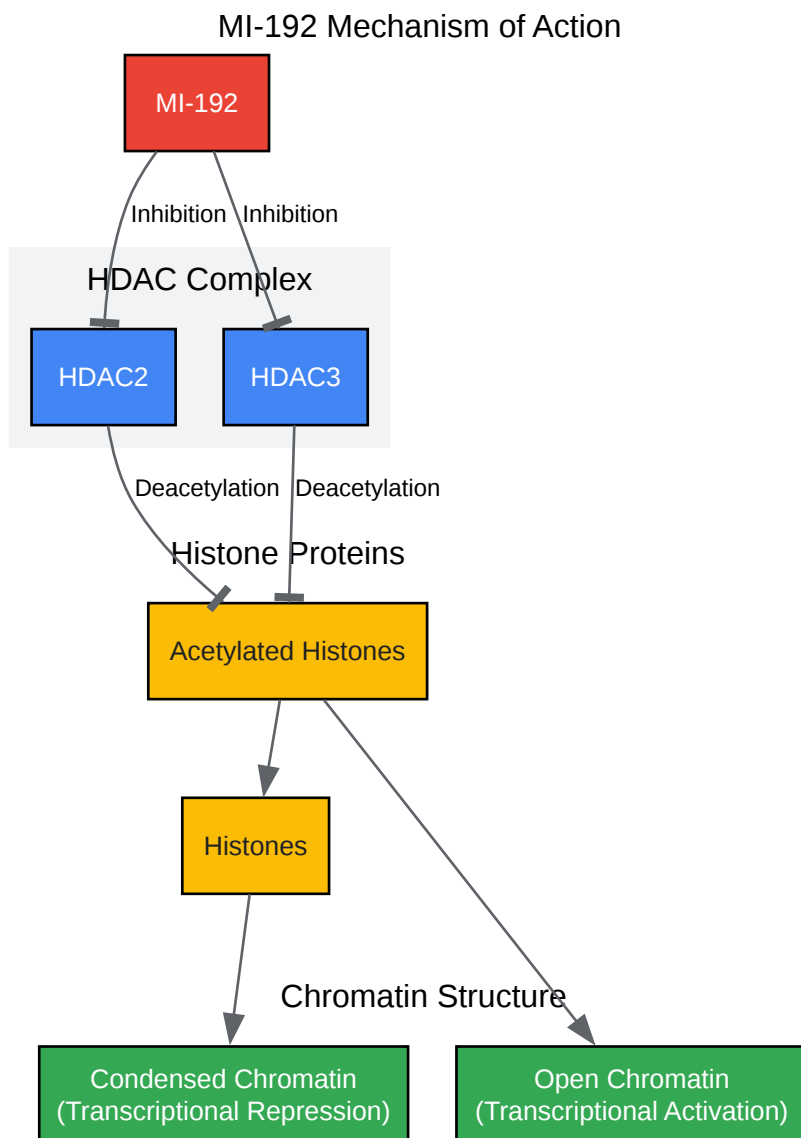 MI-192 Mechanism of Action
MI-192
Inhibition
Inhibition
HDAC Complex
HDAC2
HDAC3
Deacetylation
Deacetylation
Histone Proteins
Acetylated Histones
Histones
Chromatin Structure
Condensed Chromatin
(Transcriptional Repression)
Open Chromatin
(Transcriptional Activation)